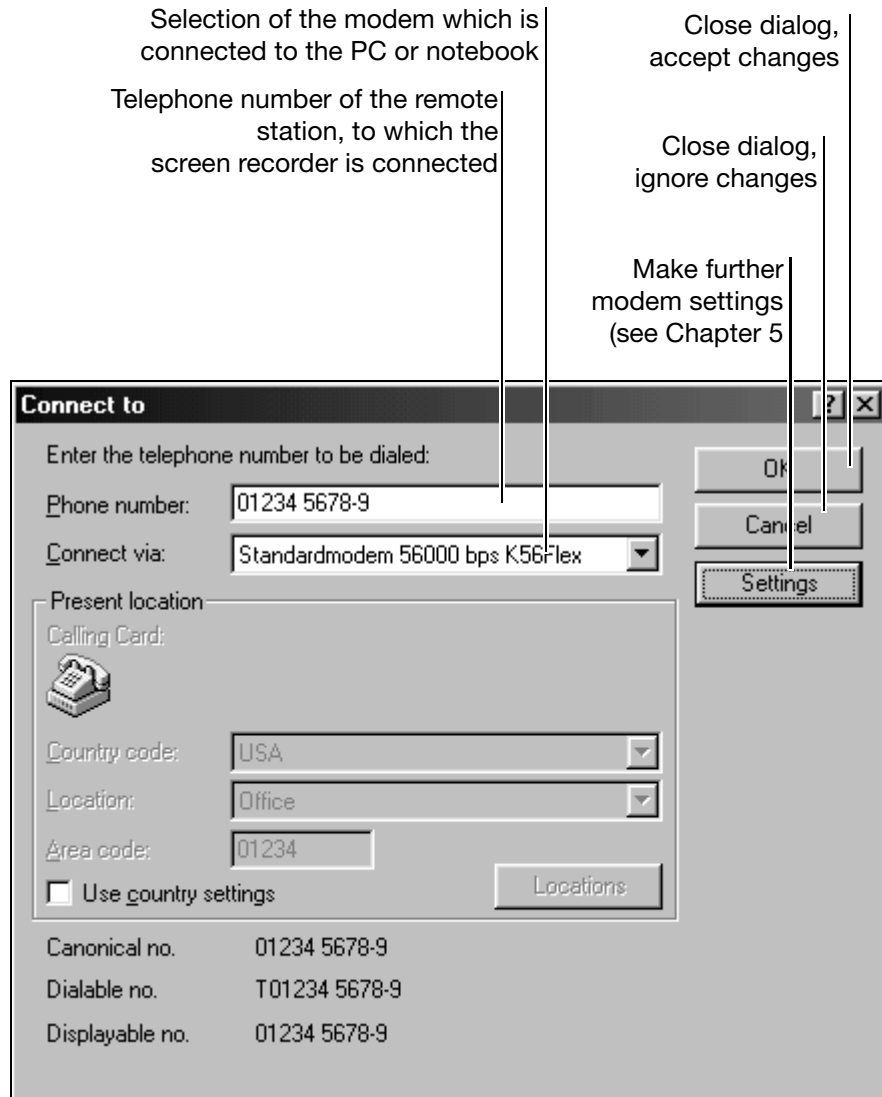 Selection of the modem which is
connected to the PC or notebook
Close dialog,
accept changes
Telephone number of the remote
station, to which the
screen recorder is connected
Close dialog,
ignore changes
Make further
modem settings
(see Chapter 5
Connect to
Enter the telephone number to be dialed:
OK
Phone number: 01234 5678-9
Cancel
Connect via: Standardmodem 56000 bps K56Flex
Settings
Present location
Calling Card:
Country code: USA
Location: Office
Area code: 01234
Use country settings
Locations
Canonical no. 01234 5678-9
Dialable no. T01234 5678-9
Displayable no. 01234 5678-9